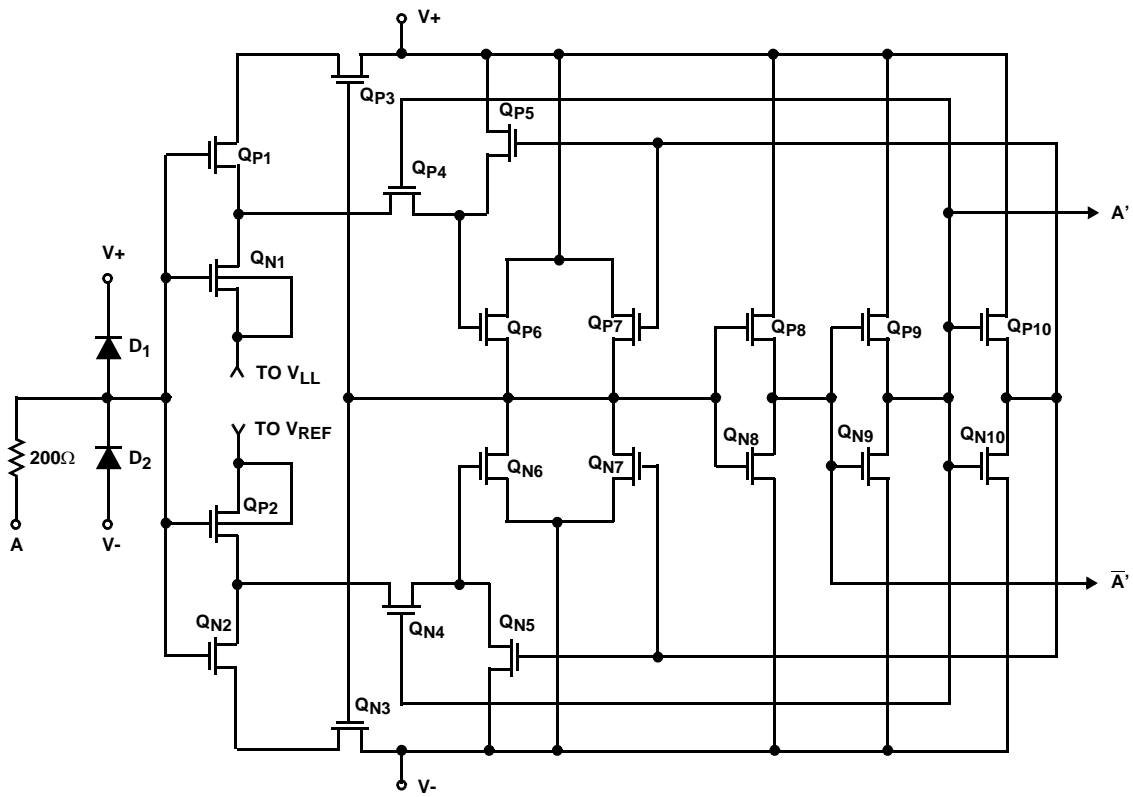 V+
QP3
QP5
QP1
QP4
A'
V+
QN1
QP6
QP7
QP8
QP9
QP10
D1
TO VLL
TO VREF
200Ω
D2
QN6
QN7
QN8
QN9
QN10
QP2
A
V-
A̅'
QN2
QN4
QN5
QN3
V-